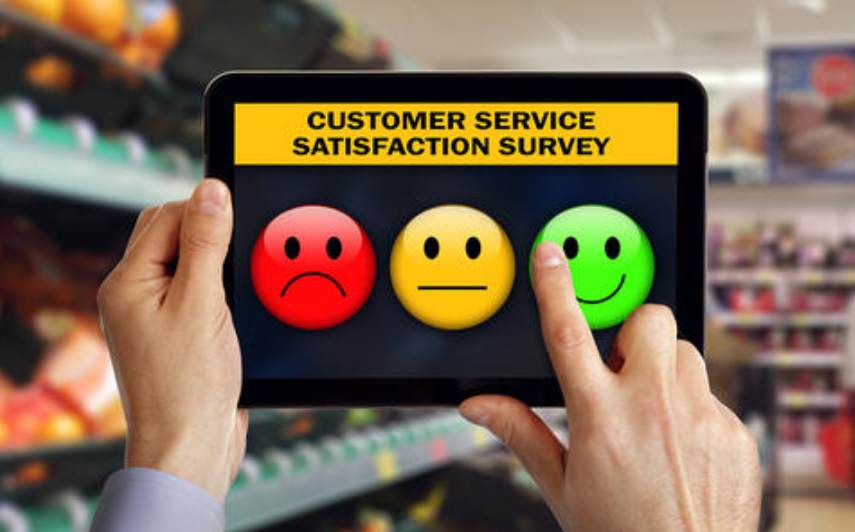 CUSTOMER SERVICE
SATISFACTION SURVEY